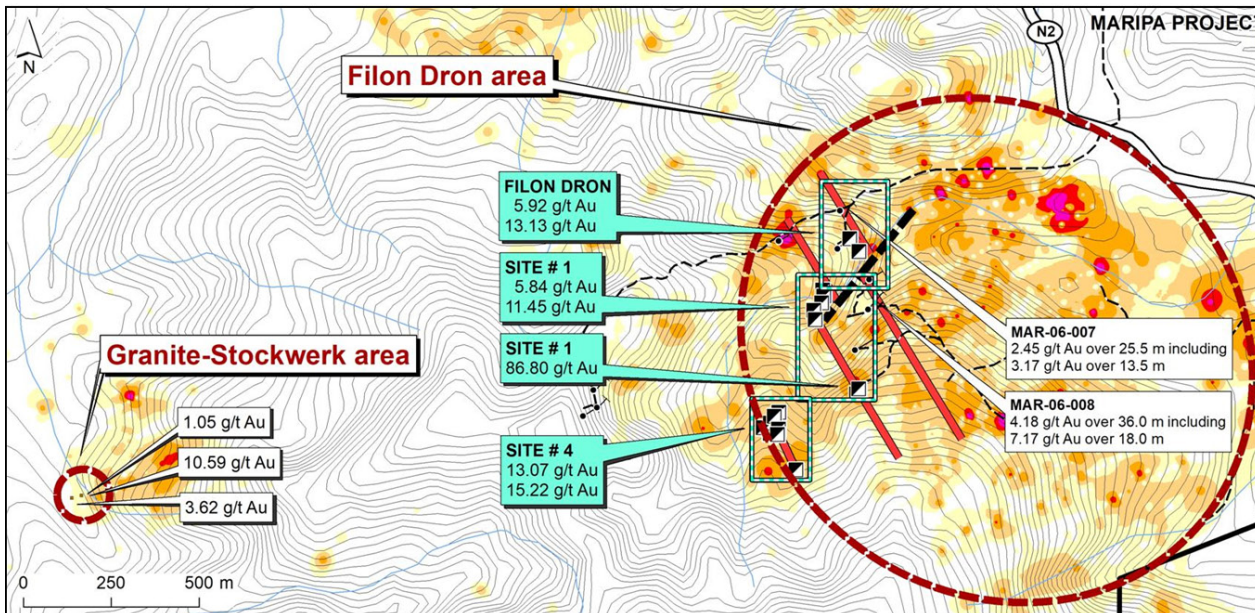 MARIPA PROJEC
N2
N
Filon Dron area
FILON DRON
5.92 g/t Au
13.13 g/t Au
SITE # 1
5.84 g/t Au
11.45 g/t Au
SITE # 1
86.80 g/t Au
SITE # 4
13.07 g/t Au
15.22 g/t Au
MAR-06-007
2.45 g/t Au over 25.5 m including
3.17 g/t Au over 13.5 m
MAR-06-008
4.18 g/t Au over 36.0 m including
7.17 g/t Au over 18.0 m
Granite-Stockwerk area
1.05 g/t Au
10.59 g/t Au
3.62 g/t Au
0 250 500 m